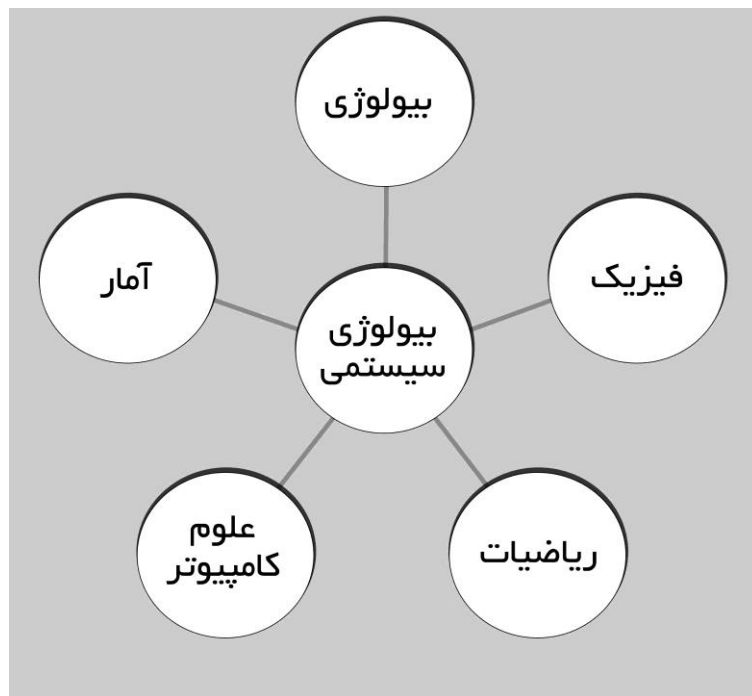 بیولوژی
فیزیک
آمار
بیولوژی
سیستمی
علوم
کامپیوتر
ریاضیات